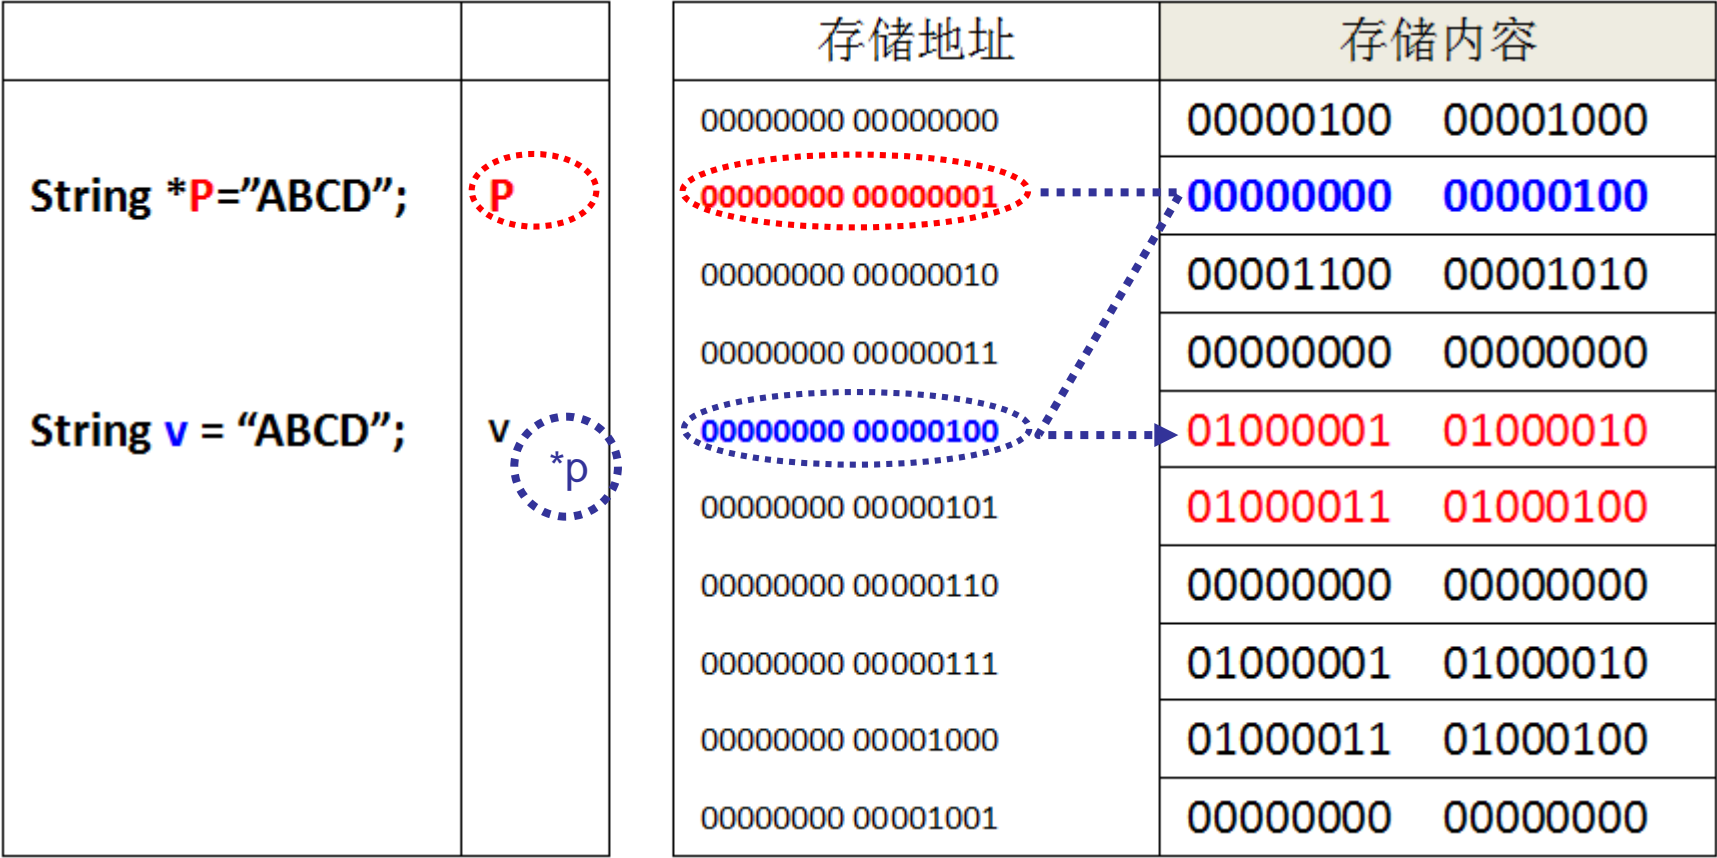 存储地址 存储内容
00000000 00000000 00000100 00001000
String *P=”ABCD”; P 00000000 00000001 00000000 00000100
00000000 00000010 00001100 00001010
00000000 00000011 00000000 00000000
String v = “ABCD”; v 00000000 00000100 01000001 01000010
*p
00000000 00000101 01000011 01000100
00000000 00000110 00000000 00000000
00000000 00000111 01000001 01000010
00000000 00001000 01000011 01000100
00000000 00001001 00000000 00000000